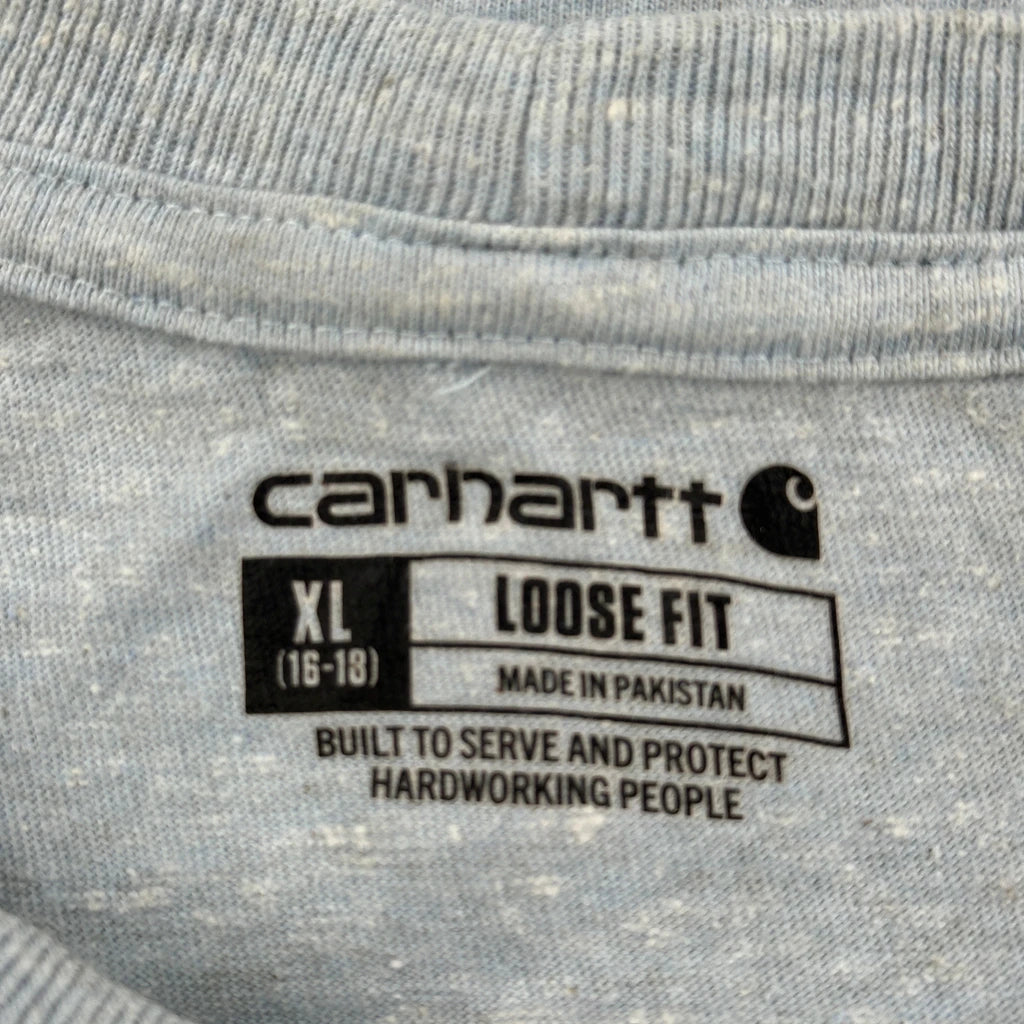 carhartt
XL
(16-18)
LOOSE FIT
MADE IN PAKISTAN
BUILT TO SERVE AND PROTECT
HARDWORKING PEOPLE